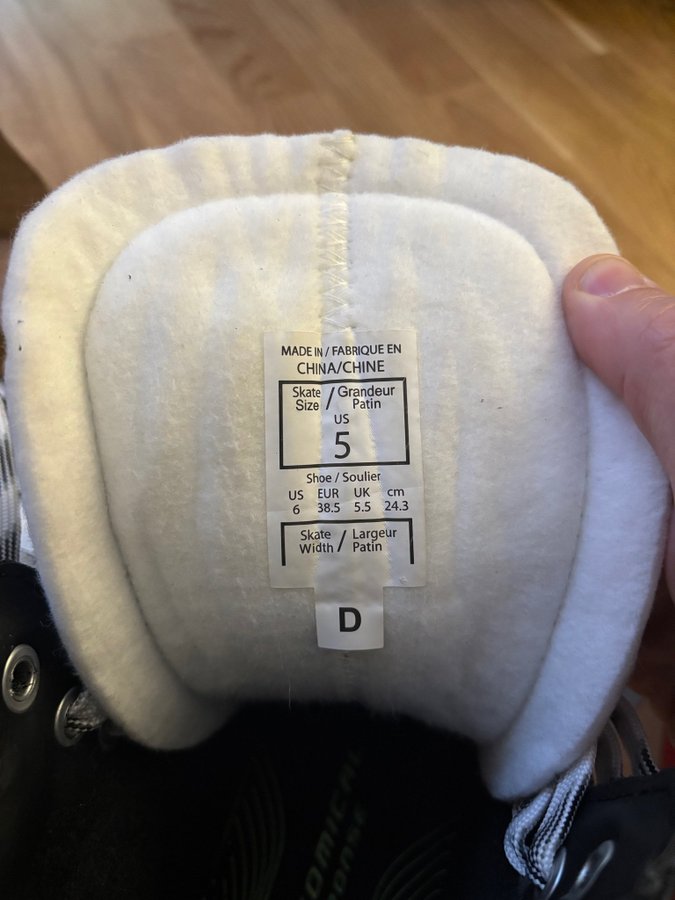 MADE IN / FABRIQUE EN
CHINA/CHINE
Skate Size / Grandeur Patin
US
5
Shoe / Soulier
US EUR UK cm
6 38.5 5.5 24.3
Skate Width / Largeur Patin
D